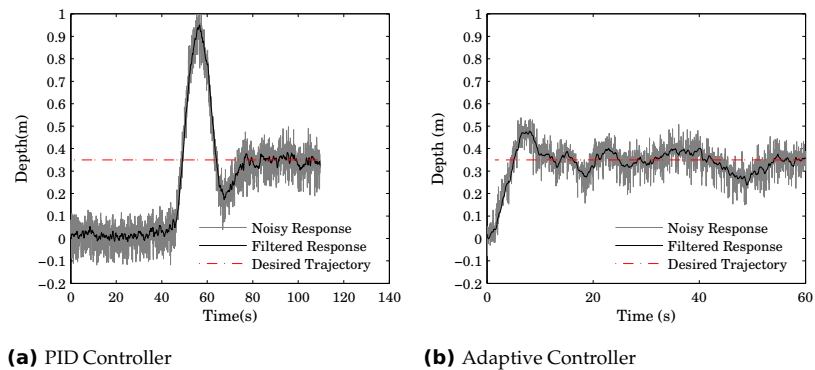 1
0.9
0.8
0.7
0.6
0.5
0.4
0.3
0.2
0.1
0
−0.1
−0.2
Depth(m)
Noisy Response
Filtered Response
Desired Trajectory
0 20 40 60 80 100 120 140
Time(s)
(a) PID Controller
1
0.9
0.8
0.7
0.6
0.5
0.4
0.3
0.2
0.1
0
−0.1
−0.2
Depth (m)
Noisy Response
Filtered Response
Desired Trajectory
0 20 40 60
Time (s)
(b) Adaptive Controller